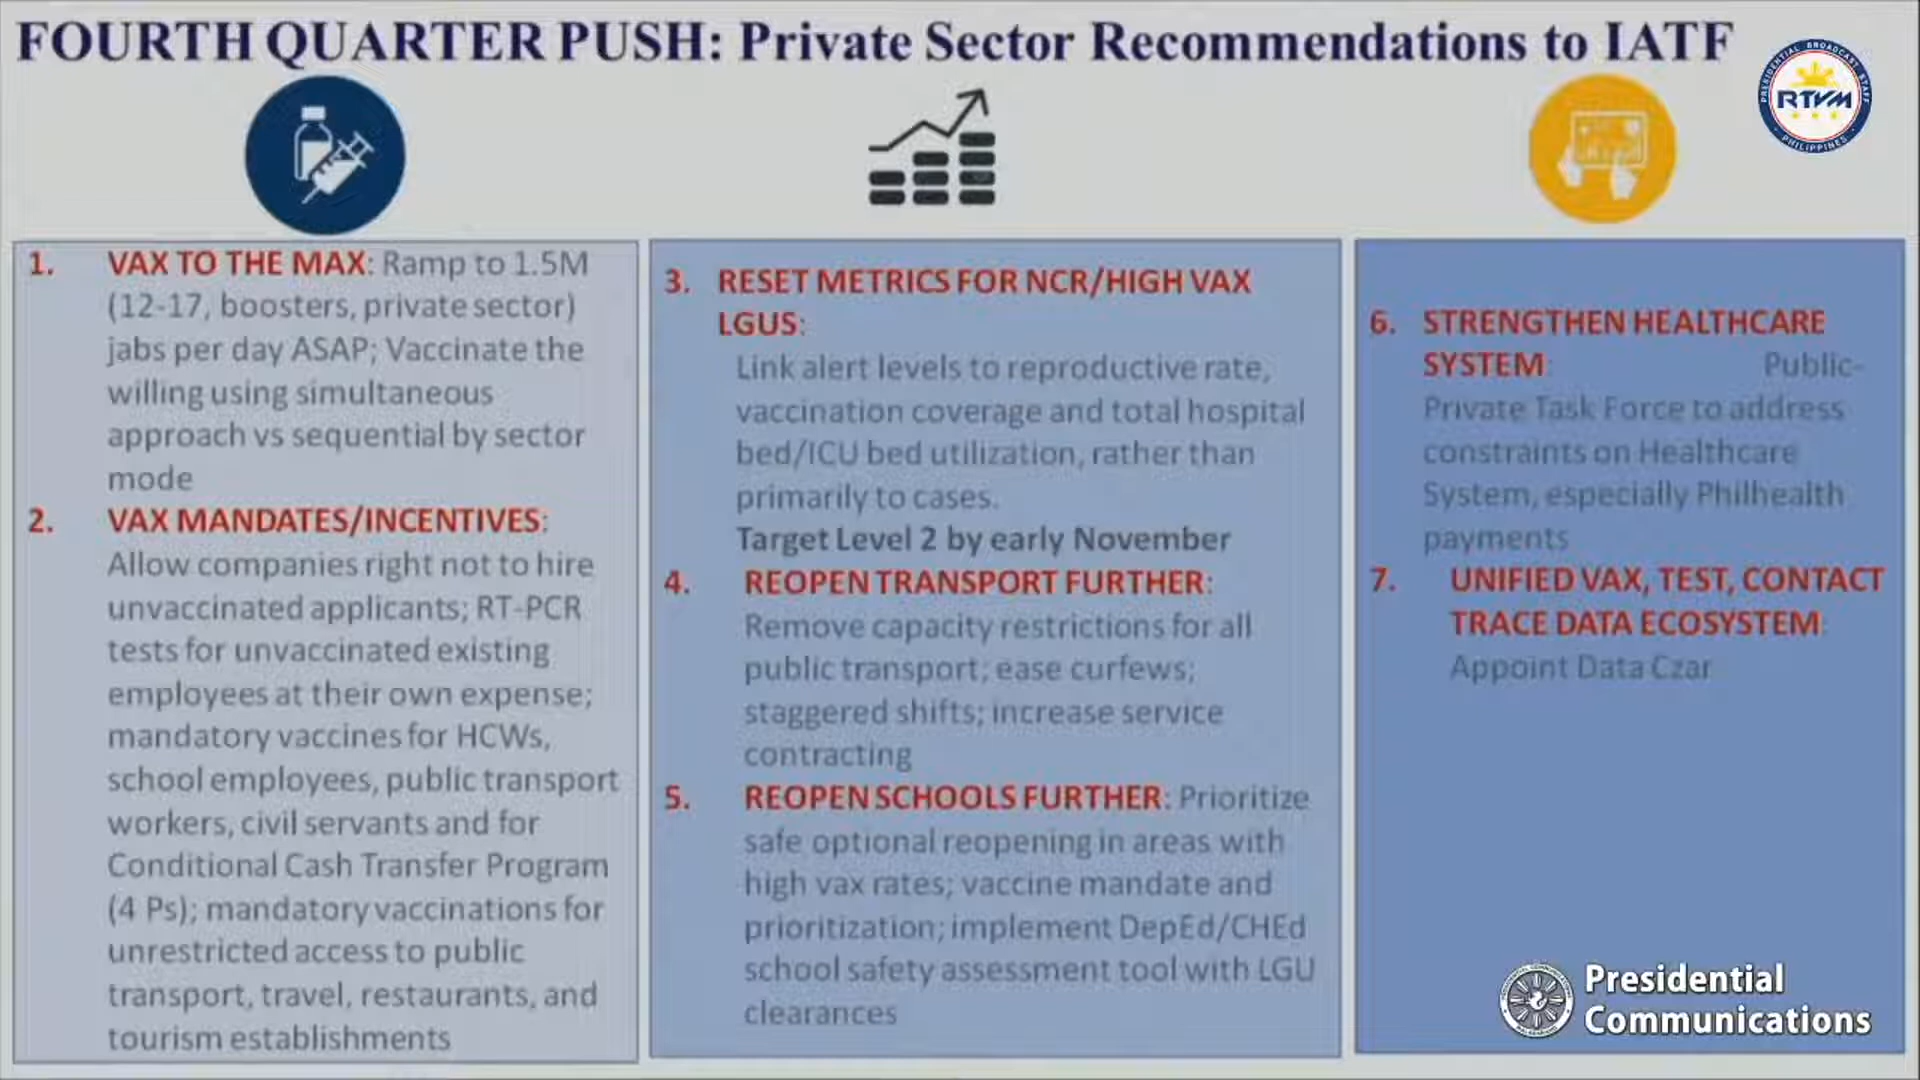 FOURTH QUARTER PUSH: Private Sector Recommendations to IATF
PRESIDENTIAL BROADCAST STAFF
RTVM
PHILIPPINES
1. VAX TO THE MAX: Ramp to 1.5M
(12-17, boosters, private sector)
jabs per day ASAP; Vaccinate the
willing using simultaneous
approach vs sequential by sector
mode
2. VAX MANDATES/INCENTIVES:
Allow companies right not to hire
unvaccinated applicants; RT-PCR
tests for unvaccinated existing
employees at their own expense;
mandatory vaccines for HCWs,
school employees, public transport
workers, civil servants and for
Conditional Cash Transfer Program
(4 Ps); mandatory vaccinations for
unrestricted access to public
transport, travel, restaurants, and
tourism establishments
3. RESET METRICS FOR NCR/HIGH VAX
LGUS:
Link alert levels to reproductive rate,
vaccination coverage and total hospital
bed/ICU bed utilization, rather than
primarily to cases.
Target Level 2 by early November
4. REOPEN TRANSPORT FURTHER:
Remove capacity restrictions for all
public transport; ease curfews;
staggered shifts; increase service
contracting
5. REOPEN SCHOOLS FURTHER: Prioritize
safe optional reopening in areas with
high vax rates; vaccine mandate and
prioritization; implement DepEd/CHEd
school safety assessment tool with LGU
clearances
6. STRENGTHEN HEALTHCARE
SYSTEM: Public-
Private Task Force to address
constraints on Healthcare
System, especially Philhealth
payments
7. UNIFIED VAX, TEST, CONTACT
TRACE DATA ECOSYSTEM:
Appoint Data Czar
Presidential
Communications